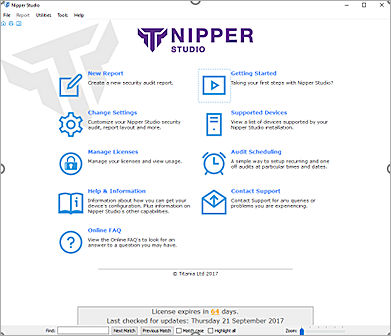 Nipper Studio
File Report Utilities Tools Help
NIPPER
STUDIO
New Report
Create a new security audit report.
Getting Started
Taking your first steps with Nipper Studio?
Change Settings
Customize your Nipper Studio security audit, report layout and more.
Supported Devices
View a list of devices supported by your Nipper Studio installation.
Manage Licenses
Manage your licenses and view usage.
Audit Scheduling
A simple way to setup recurring and one off audits at particular times and dates.
Help & Information
Information about how you can get your device's configuration. Plus information on Nipper Studio's other capabilities.
Contact Support
Contact Support for any queries or problems you are experiencing.
Online FAQ
View the Online FAQs to look for an answer to a question you may have.
© Titania Ltd 2017
License expires in 64 days.
Last checked for updates: Thursday 21 September 2017
Find: Next Match Previous Match Match case Highlight all Zoom: